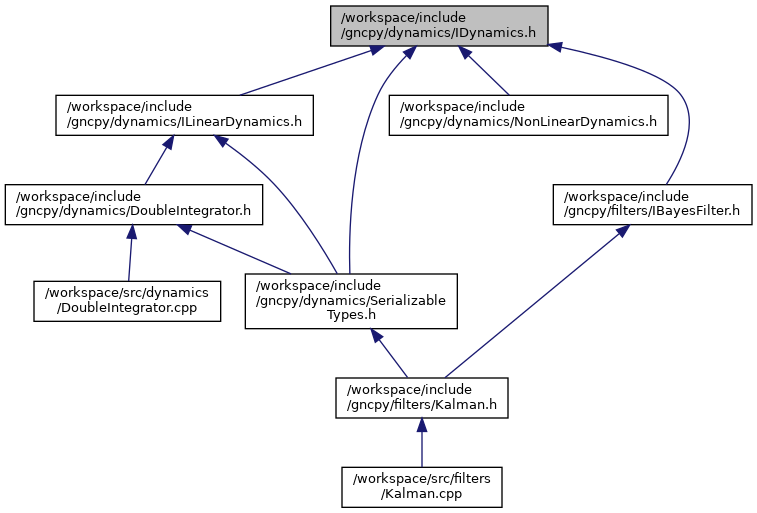 /workspace/include
/gncpy/dynamics/IDynamics.h
/workspace/include
/gncpy/dynamics/ILinearDynamics.h
/workspace/include
/gncpy/dynamics/NonLinearDynamics.h
/workspace/include
/gncpy/dynamics/DoubleIntegrator.h
/workspace/include
/gncpy/filters/IBayesFilter.h
/workspace/src/dynamics
/DoubleIntegrator.cpp
/workspace/include
/gncpy/dynamics/Serializable
Types.h
/workspace/include
/gncpy/filters/Kalman.h
/workspace/src/filters
/Kalman.cpp